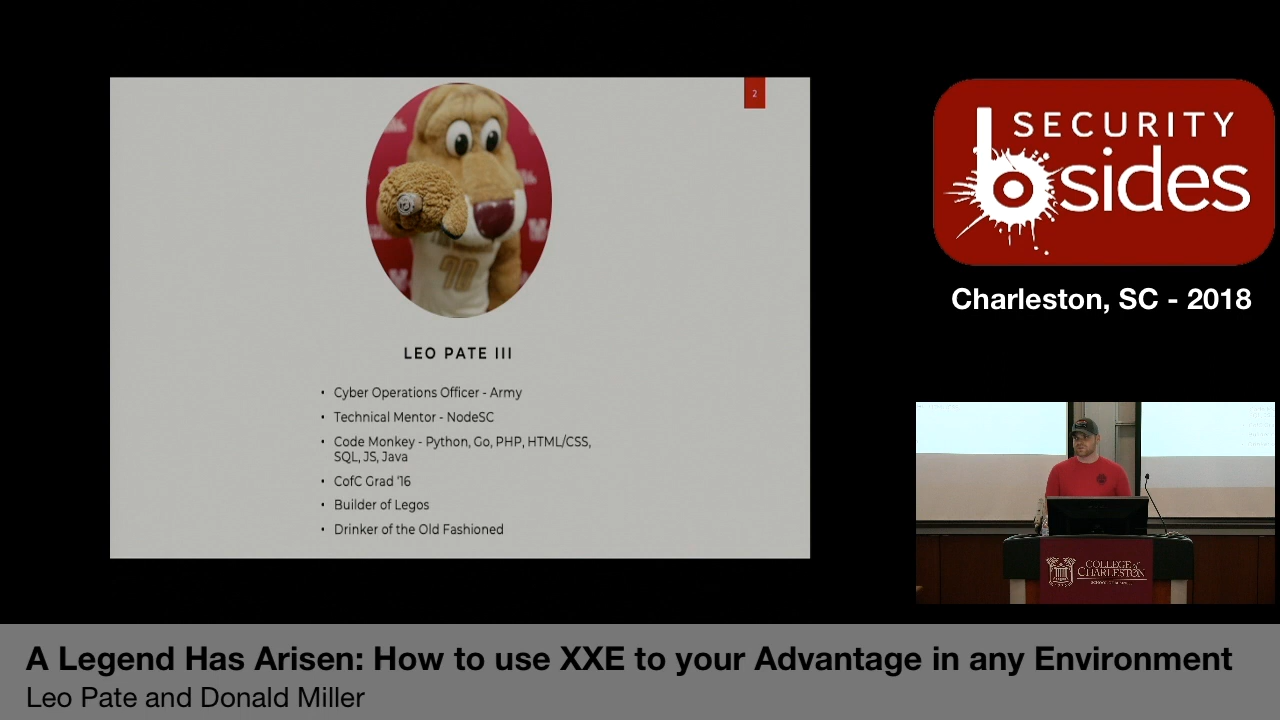 2
LEO PATE III
• Cyber Operations Officer - Army
• Technical Mentor - NodeSC
• Code Monkey - Python, Go, PHP, HTML/CSS,
SQL, JS, Java
• CofC Grad '16
• Builder of Legos
• Drinker of the Old Fashioned
SECURITY
bsides
Charleston, SC - 2018
COLLEGE of
CHARLESTON
A Legend Has Arisen: How to use XXE to your Advantage in any Environment
Leo Pate and Donald Miller